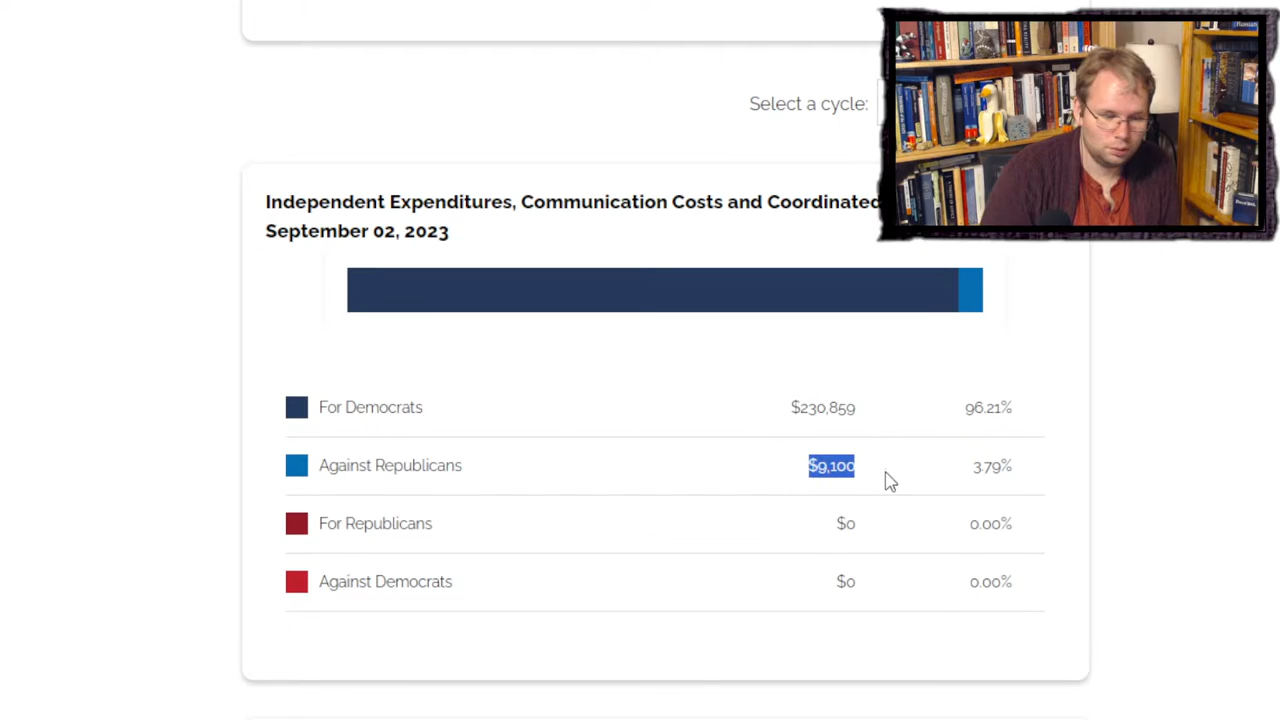 Select a cycle:
Independent Expenditures, Communication Costs and Coordinated
September 02, 2023
For Democrats $230,859 96.21%
Against Republicans $9,100 3.79%
For Republicans $0 0.00%
Against Democrats $0 0.00%